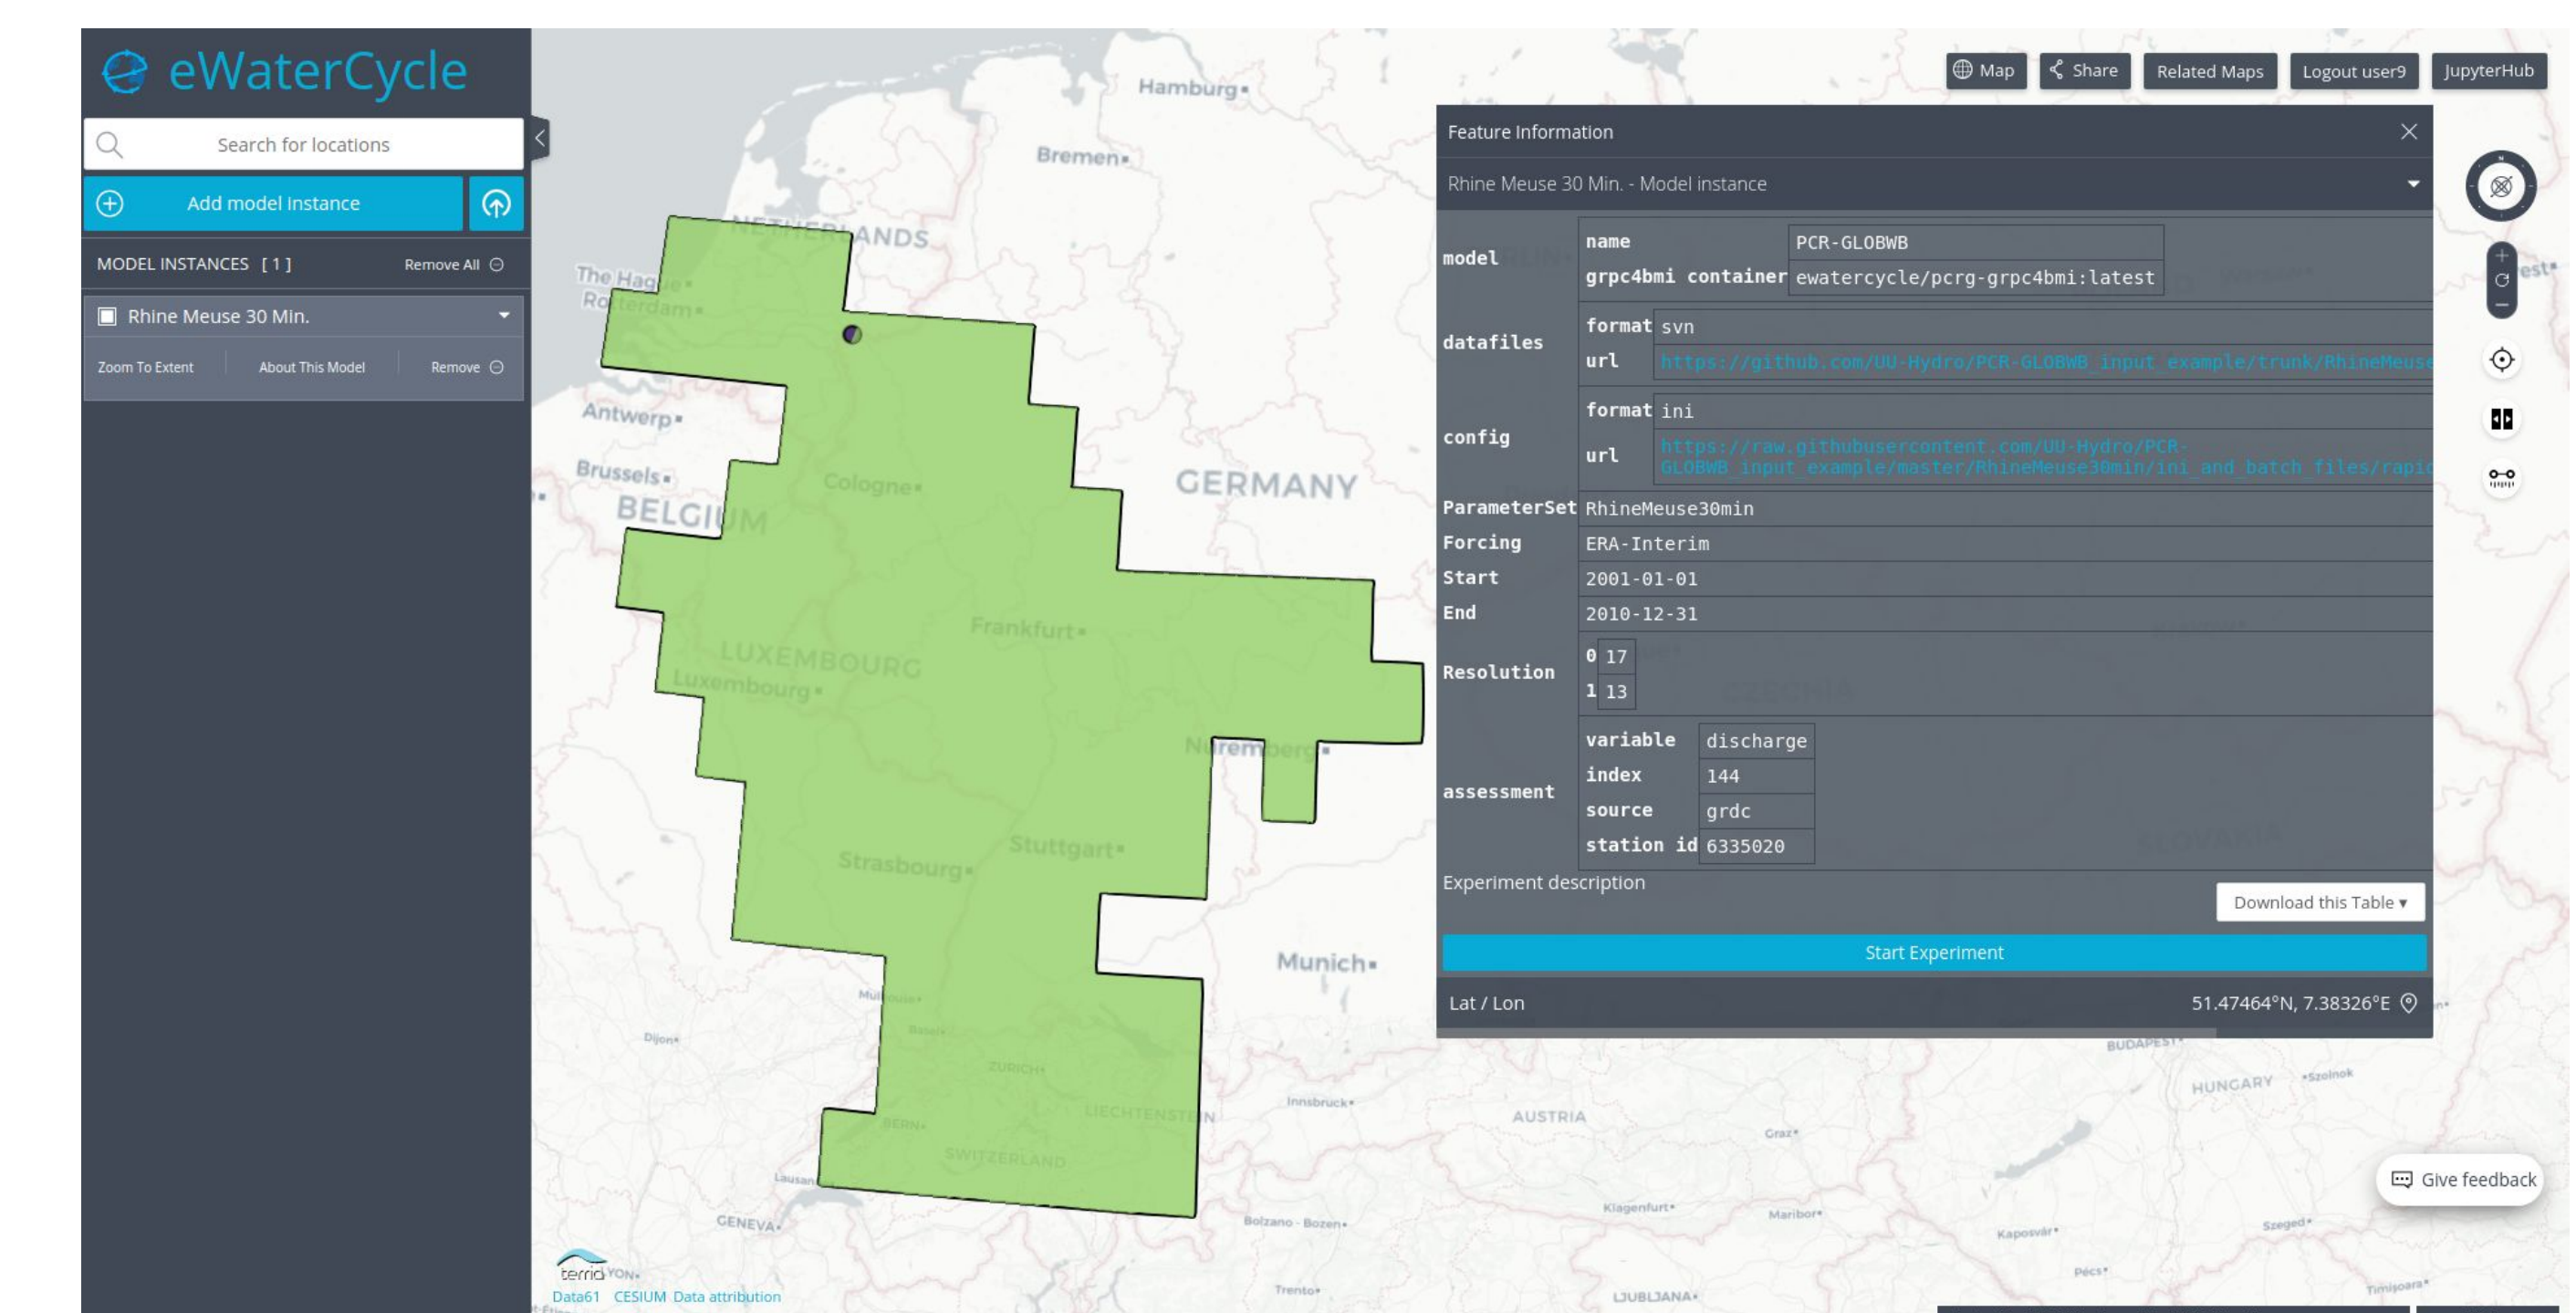 eWaterCycle
Search for locations
Add model instance
MODEL INSTANCES [ 1 ]
Remove All
Rhine Meuse 30 Min.
Zoom To Extent
About This Model
Remove
Map
Share
Related Maps
Logout user9
JupyterHub
Feature Information
Rhine Meuse 30 Min. - Model instance
model
name PCR-GLOBWB
grpc4bmi container ewatercycle/pcrg-grpc4bmi:latest
datafiles
format svn
url https://github.com/UU-Hydro/PCR-GLOBWB_input_example/trunk/RhineMeuse
config
format ini
url https://raw.githubusercontent.com/UU-Hydro/PCR-
GLOBWB_input_example/master/RhineMeuse30min/ini_and_batch_files/rapid
ParameterSet RhineMeuse30min
Forcing ERA-Interim
Start 2001-01-01
End 2010-12-31
Resolution
0 17
1 13
assessment
variable discharge
index 144
source grdc
station id 6335020
Experiment description
Download this Table
Start Experiment
Lat / Lon 51.47464°N, 7.38326°E
Give feedback
Hamburg
Bremen
NETHERLANDS
The Hague
Rotterdam
Antwerp
Brussels
BELGIUM
Cologne
GERMANY
Frankfurt
LUXEMBOURG
Luxembourg
Nuremberg
Stuttgart
Strasbourg
Munich
Mulhouse
Basel
Dijon
ZURICH
LIECHTENSTEIN
Innsbruck
BERN
SWITZERLAND
Lausan
GENEVA
Bolzano - Bozen
Trento
AUSTRIA
Graz
Klagenfurt
Maribor
LJUBLJANA
CZECHIA
SLOVAKIA
BUDAPEST
HUNGARY
Szolnok
Kaposvár
Szeged
Pécs
Timișoara
terria
YON
Data61 CESIUM Data attribution